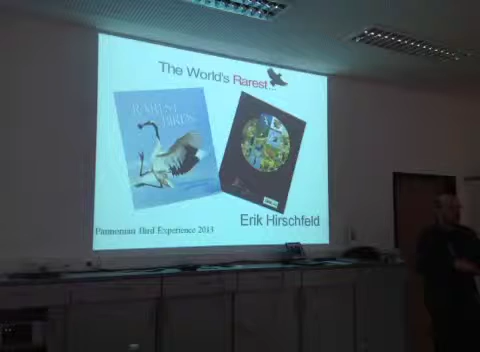 The World's Rarest...
RAREST
BIRDS
Erik Hirschfeld
Pannonian Bird Experience 2013